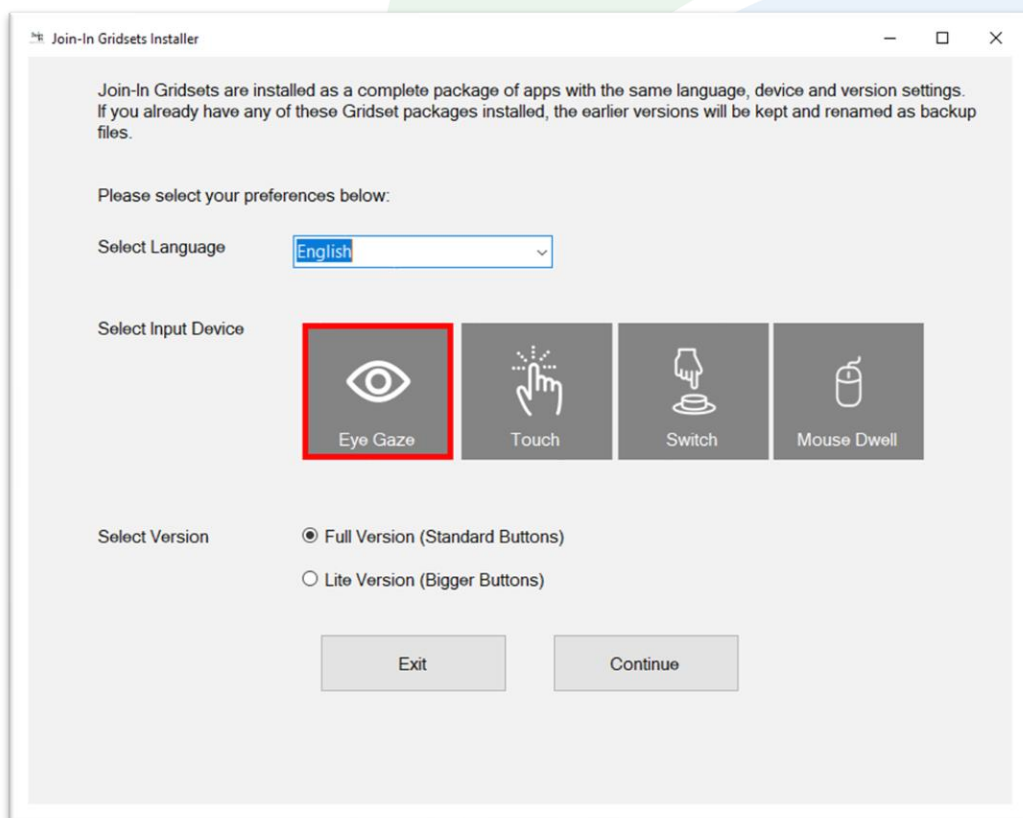 Join-In Gridsets Installer
Join-In Gridsets are installed as a complete package of apps with the same language, device and version settings.
If you already have any of these Gridset packages installed, the earlier versions will be kept and renamed as backup
files.
Please select your preferences below:
Select Language
English
Select Input Device
Eye Gaze
Touch
Switch
Mouse Dwell
Select Version
Full Version (Standard Buttons)
Lite Version (Bigger Buttons)
Exit
Continue